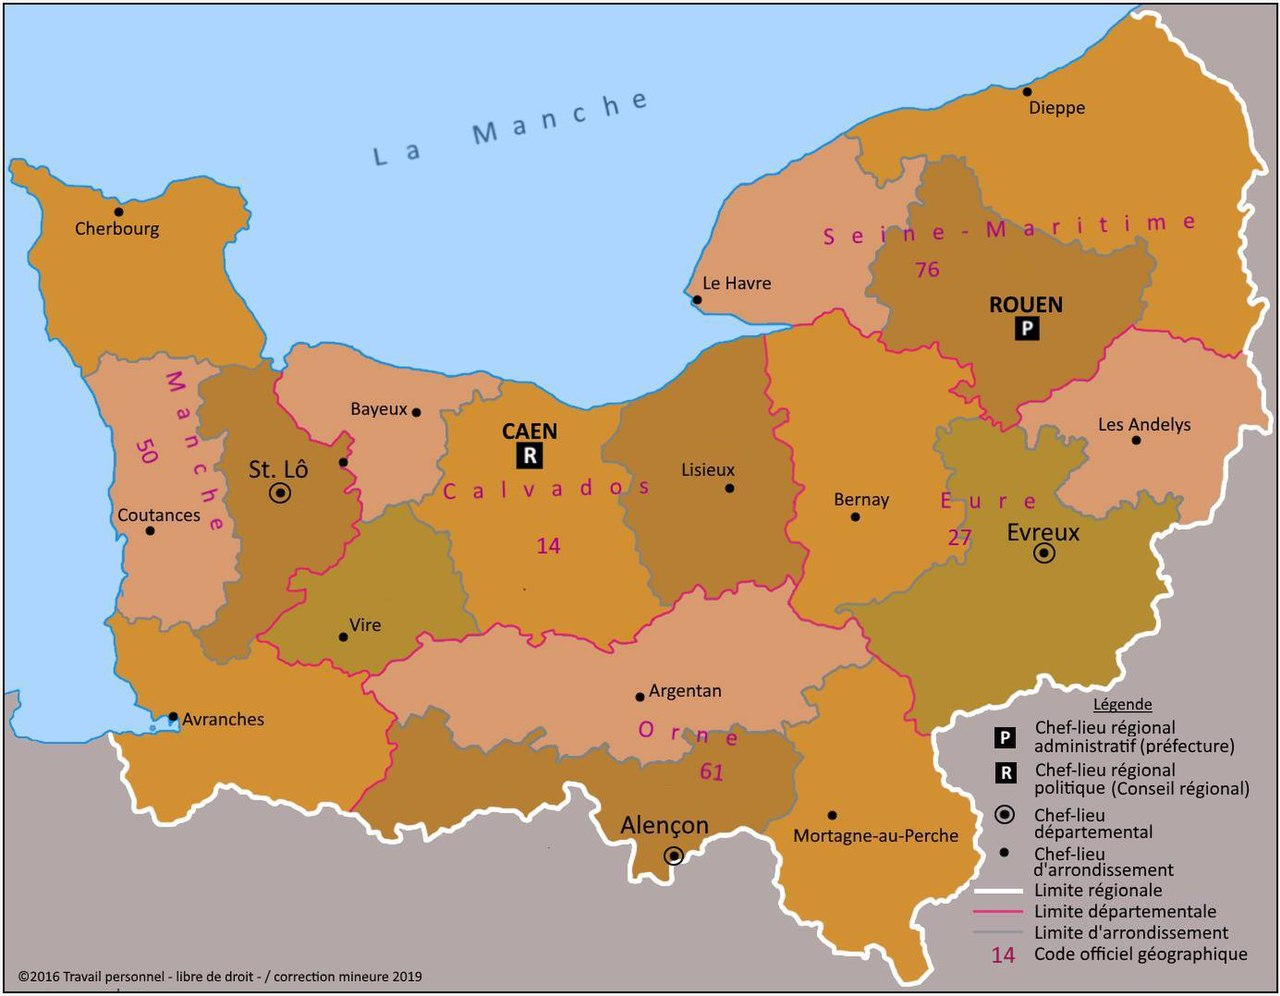 La Manche
Dieppe
Cherbourg
Seine-Maritime
76
Le Havre
ROUEN
P
Manche
50
Bayeux
CAEN
R
Les Andelys
St. Lô
Lisieux
Calvados
14
Bernay
Eure
27
Evreux
Coutances
Vire
Avranches
Argentan
Orne
61
Alençon
Mortagne-au-Perche
Légende
P Chef-lieu régional
administratif (préfecture)
R Chef-lieu régional
politique (Conseil régional)
Chef-lieu
départemental
Chef-lieu
d'arrondissement
Limite régionale
Limite départementale
Limite d'arrondissement
14 Code officiel géographique
©2016 Travail personnel - libre de droit - / correction mineure 2019